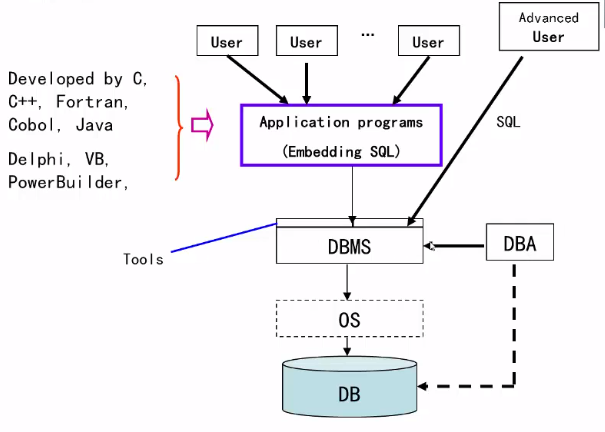 User
User
...
User
Advanced
User
Developed by C,
C++, Fortran,
Cobol, Java
Delphi, VB,
PowerBuilder,
Application programs
(Embedding SQL)
SQL
Tools
DBMS
DBA
OS
DB